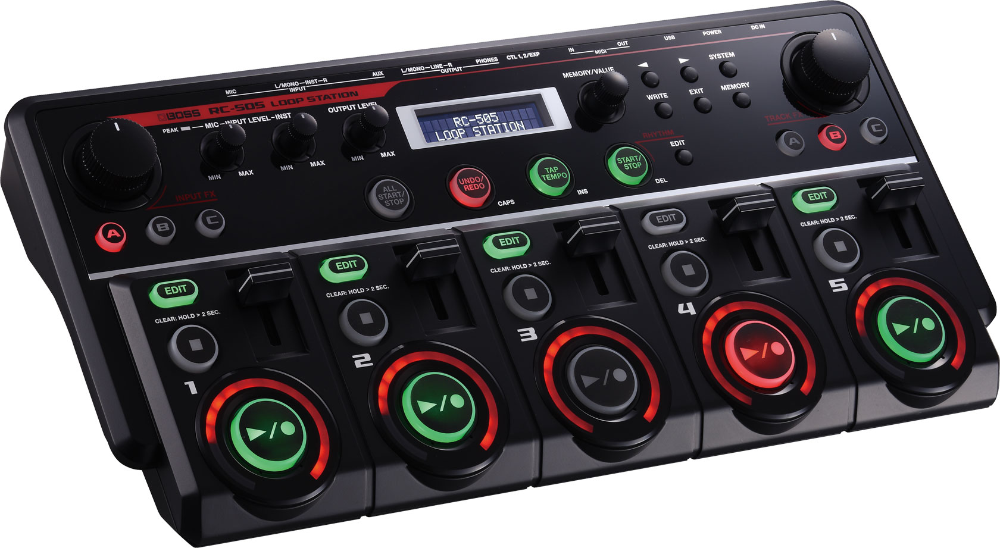 DC IN
POWER
USB
IN MIDI OUT
CTL 1, 2/EXP
PHONES
L/MONO—LINE—R
OUTPUT
AUX
L/MONO—INST—R
MIC
INPUT
BOSS RC-505 LOOP STATION
PEAK
MIC—INPUT LEVEL—INST
OUTPUT LEVEL
MIN MAX
MIN MAX
MIN MAX
RC-505
LOOP STATION
MEMORY/VALUE
◄ ► SYSTEM
WRITE EXIT MEMORY
INPUT FX
A B C
TRACK FX
A B C
ALL
START/
STOP
UNDO/
REDO
CAPS
TAP
TEMPO
INS
START/
STOP
DEL
RHYTHM
EDIT
EDIT
CLEAR: HOLD > 2 SEC.
1
EDIT
CLEAR: HOLD > 2 SEC.
2
EDIT
CLEAR: HOLD > 2 SEC.
3
EDIT
CLEAR: HOLD > 2 SEC.
4
EDIT
CLEAR: HOLD > 2 SEC.
5